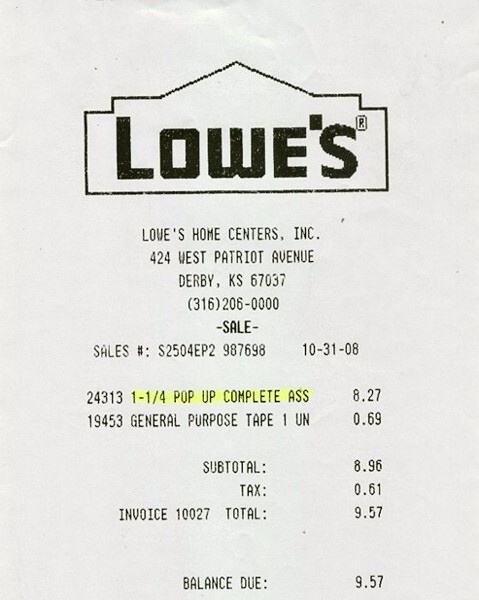 LOWE'S®
LOWE'S HOME CENTERS, INC.
424 WEST PATRIOT AVENUE
DERBY, KS 67037
(316)206-0000
-SALE-
SALES #: S2504EP2 987698 10-31-08
24313 1-1/4 POP UP COMPLETE ASS 8.27
19453 GENERAL PURPOSE TAPE 1 UN 0.69
SUBTOTAL: 8.96
TAX: 0.61
INVOICE 10027 TOTAL: 9.57
BALANCE DUE: 9.57